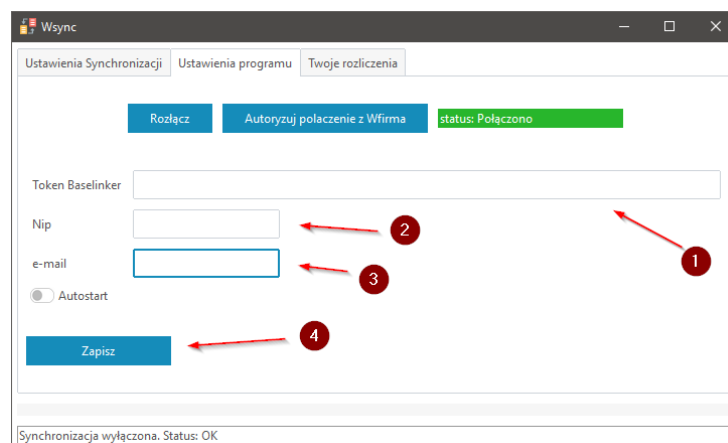 Wsync
Ustawienia Synchronizacji Ustawienia programu Twoje rozliczenia
Rozłącz Autoryzuj polaczenie z Wfirma status: Połączono
Token Baselinker
1
Nip
2
e-mail
3
Autostart
4
Zapisz
Synchronizacja wyłączona. Status: OK